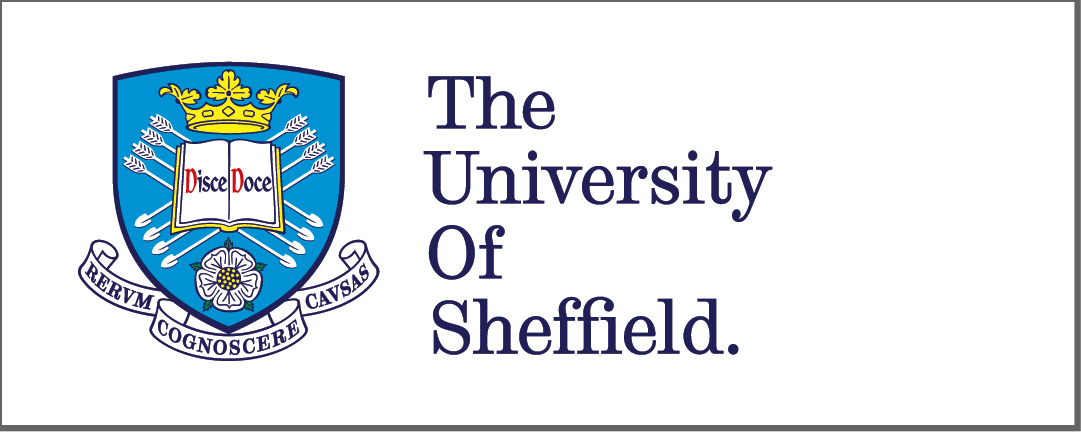 Disce Doce
RERVM
COGNOSCERE
CAVSAS
The
University
Of
Sheffield.